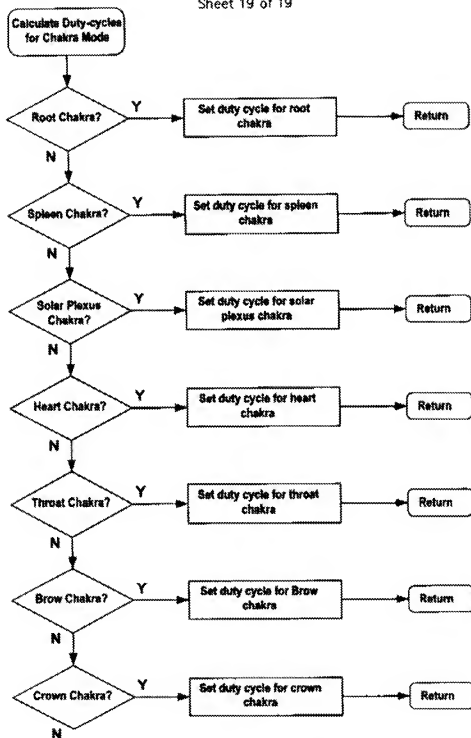 Sheet 19 of 19
Calculate Duty-cycles
for Chakra Mode
Root Chakra?
Y
Set duty cycle for root
chakra
Return
N
Spleen Chakra?
Y
Set duty cycle for spleen
chakra
Return
N
Solar Plexus
Chakra?
Y
Set duty cycle for solar
plexus chakra
Return
N
Heart Chakra?
Y
Set duty cycle for heart
chakra
Return
N
Throat Chakra?
Y
Set duty cycle for throat
chakra
Return
N
Brow Chakra?
Y
Set duty cycle for Brow
chakra
Return
N
Crown Chakra?
Y
Set duty cycle for crown
chakra
Return
N